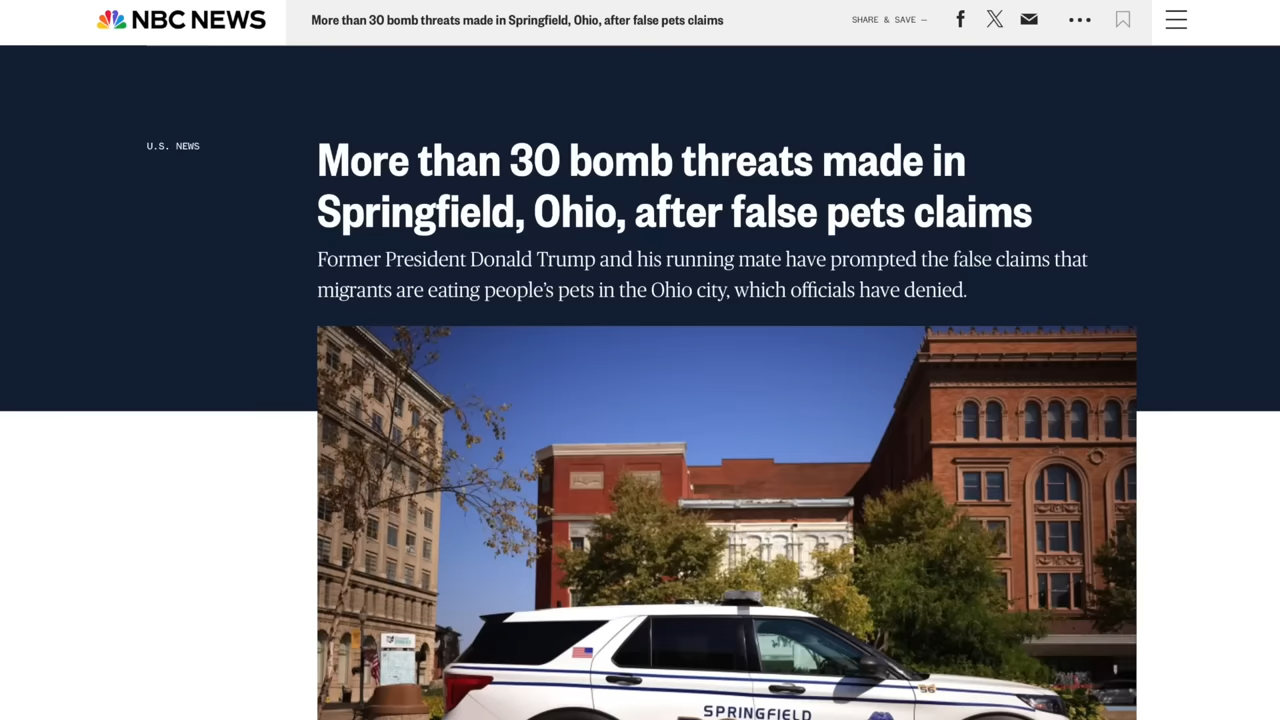 NBC NEWS
More than 30 bomb threats made in Springfield, Ohio, after false pets claims
SHARE & SAVE —
U.S. NEWS
More than 30 bomb threats made in
Springfield, Ohio, after false pets claims
Former President Donald Trump and his running mate have prompted the false claims that
migrants are eating people’s pets in the Ohio city, which officials have denied.
56
SPRINGFIELD